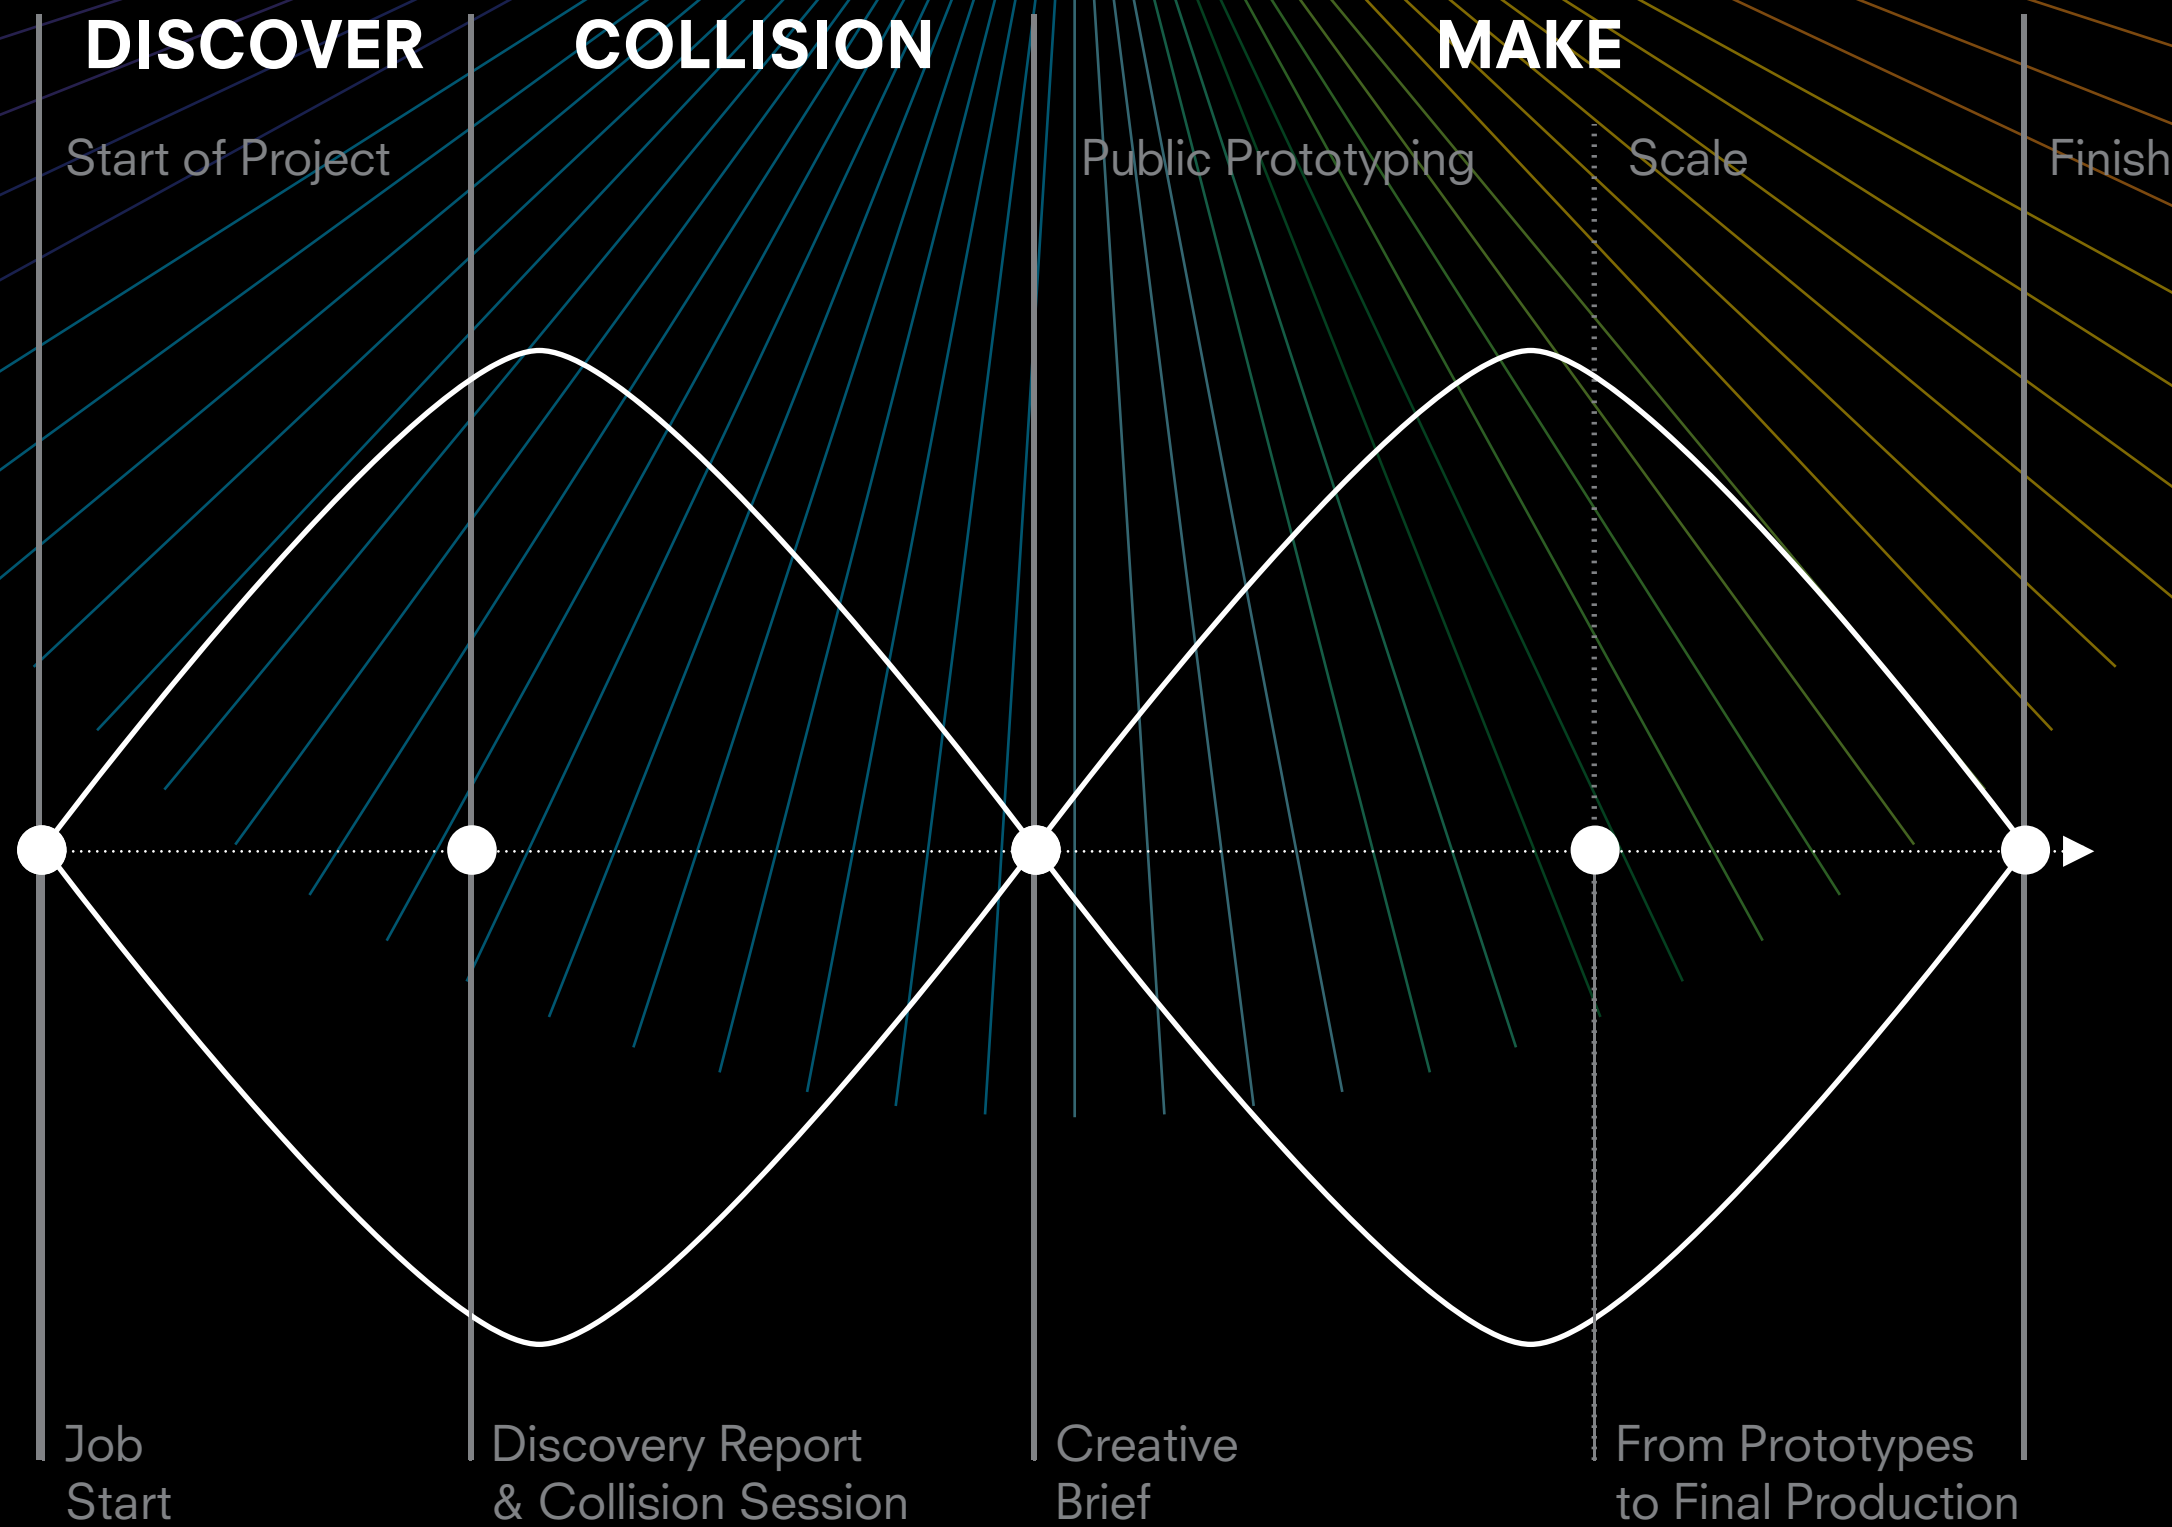 DISCOVER
COLLISION
MAKE
Start of Project
Public Prototyping
Scale
Finish
Job
Start
Discovery Report
& Collision Session
Creative
Brief
From Prototypes
to Final Production